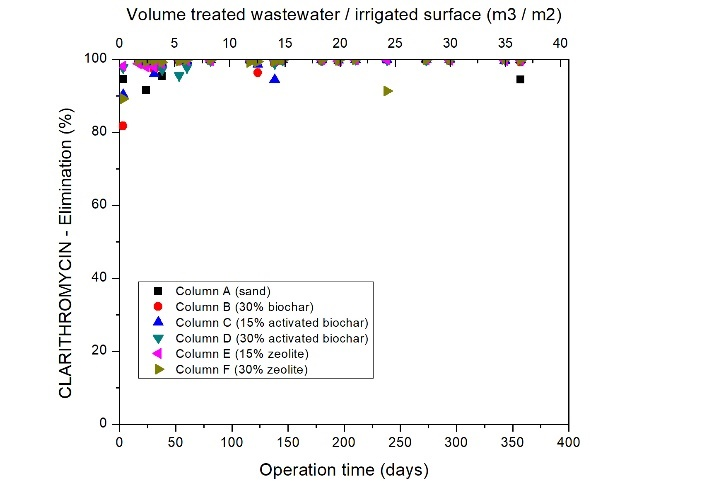 Volume treated wastewater / irrigated surface (m3 / m2)
0 5 10 15 20 25 30 35 40
100
80
60
40
20
0
CLARITHROMYCIN - Elimination (%)
Column A (sand)
Column B (30% biochar)
Column C (15% activated biochar)
Column D (30% activated biochar)
Column E (15% zeolite)
Column F (30% zeolite)
0 50 100 150 200 250 300 350 400
Operation time (days)